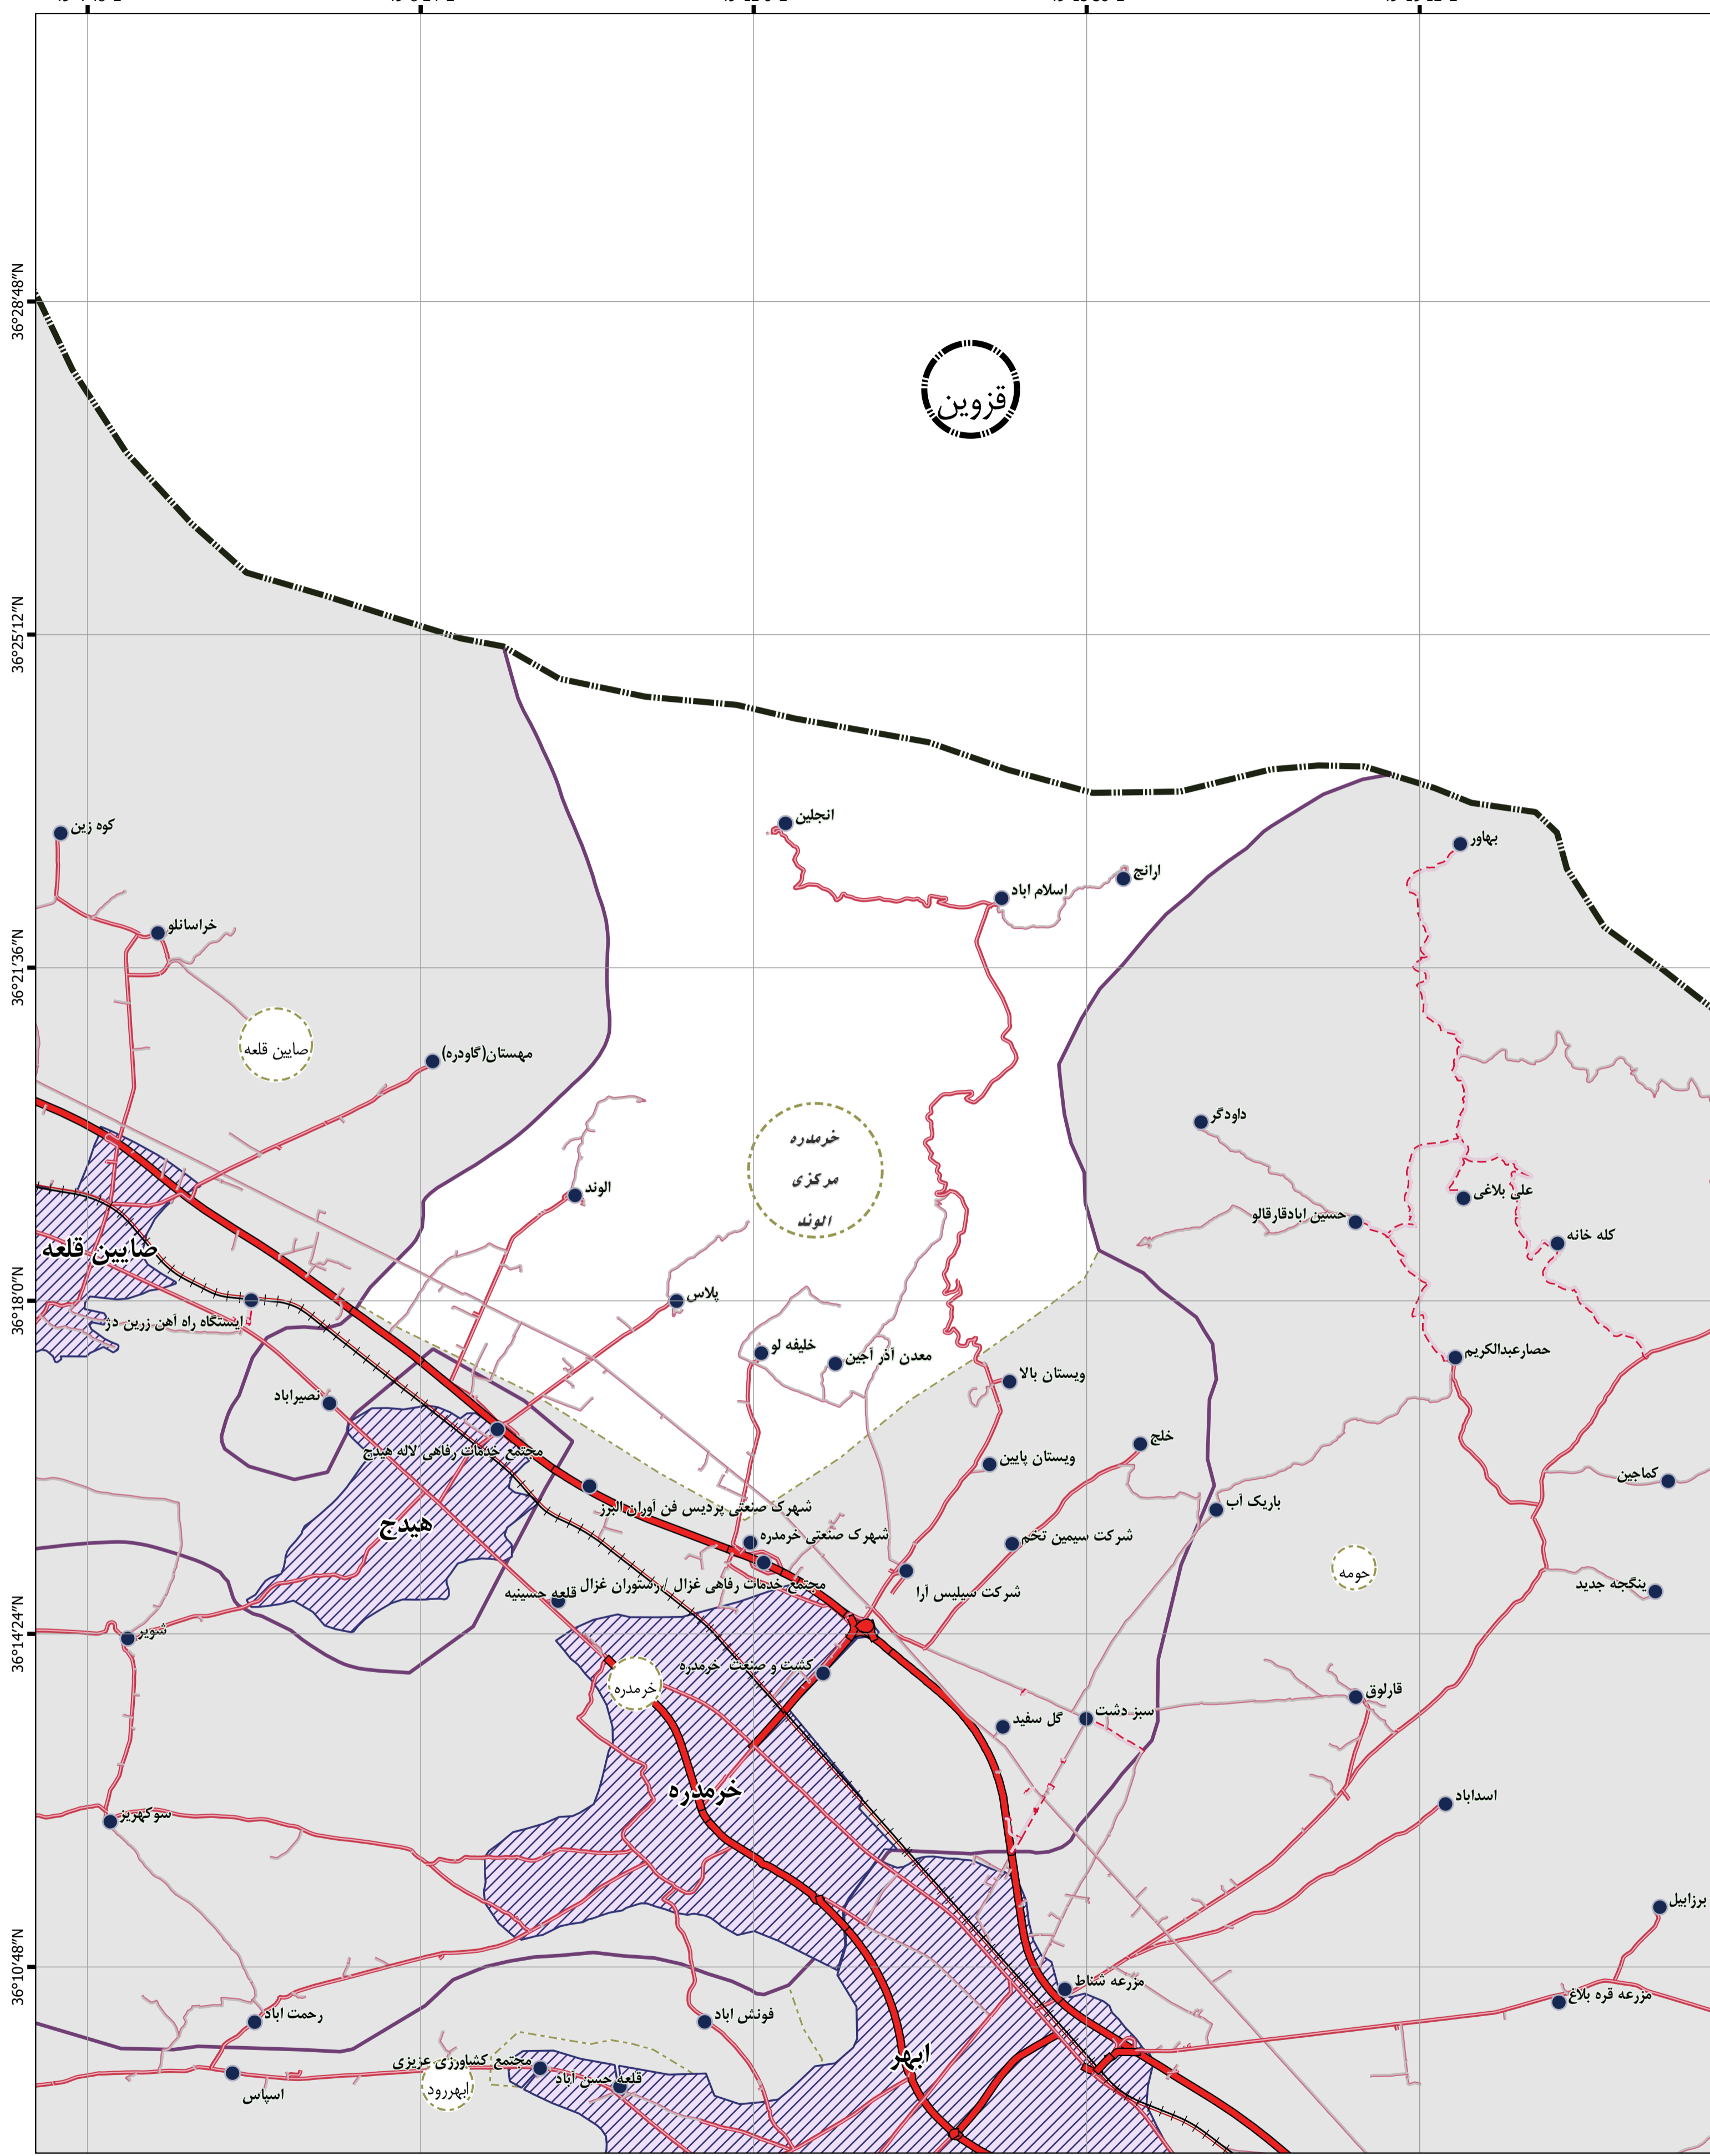 قزوین
36°28'48"N
36°25'12"N
انجلین
کوه زین
بهاور
ارانج
اسلام اباد
خراسانلو
36°21'36"N
صایین قلعه
مهستان(گاودره)
داودگر
خرمدره
مرکزی
الوند
الوند
علی بلاغی
حسین ابادقارقالو
کله خانه
صایین قلعه
36°18'0"N
پلاس
ایستگاه راه آهن زرین دژ
خلیفه لو
معدن آذر آجین
حصارعبدالکریم
ویستان بالا
نصیراباد
خلج
مجتمع خدمات رفاهی لاله هیدج
ویستان پایین
کماجین
باریک آب
شهرک صنعتی پردیس فن آوران البرز
هیدج
شهرک صنعتی خرمدره
شرکت سیمین تخم
حومه
مجتمع خدمات رفاهی غزال / رستوران غزال
ینگجه جدید
قلعه حسینیه
شرکت سیلیس آرا
36°14'24"N
شویر
کشت و صنعت خرمدره
خرمدره
قارلوق
سبز دشت
گل سفید
خرمدره
اسداباد
سوکهریز
برزابیل
36°10'48"N
مزرعه شناط
مزرعه قره بلاغ
رحمت اباد
فونش اباد
ابهر
مجتمع کشاورزی عزیزی
قلعه حسن آباد
ابهررود
اسپاس